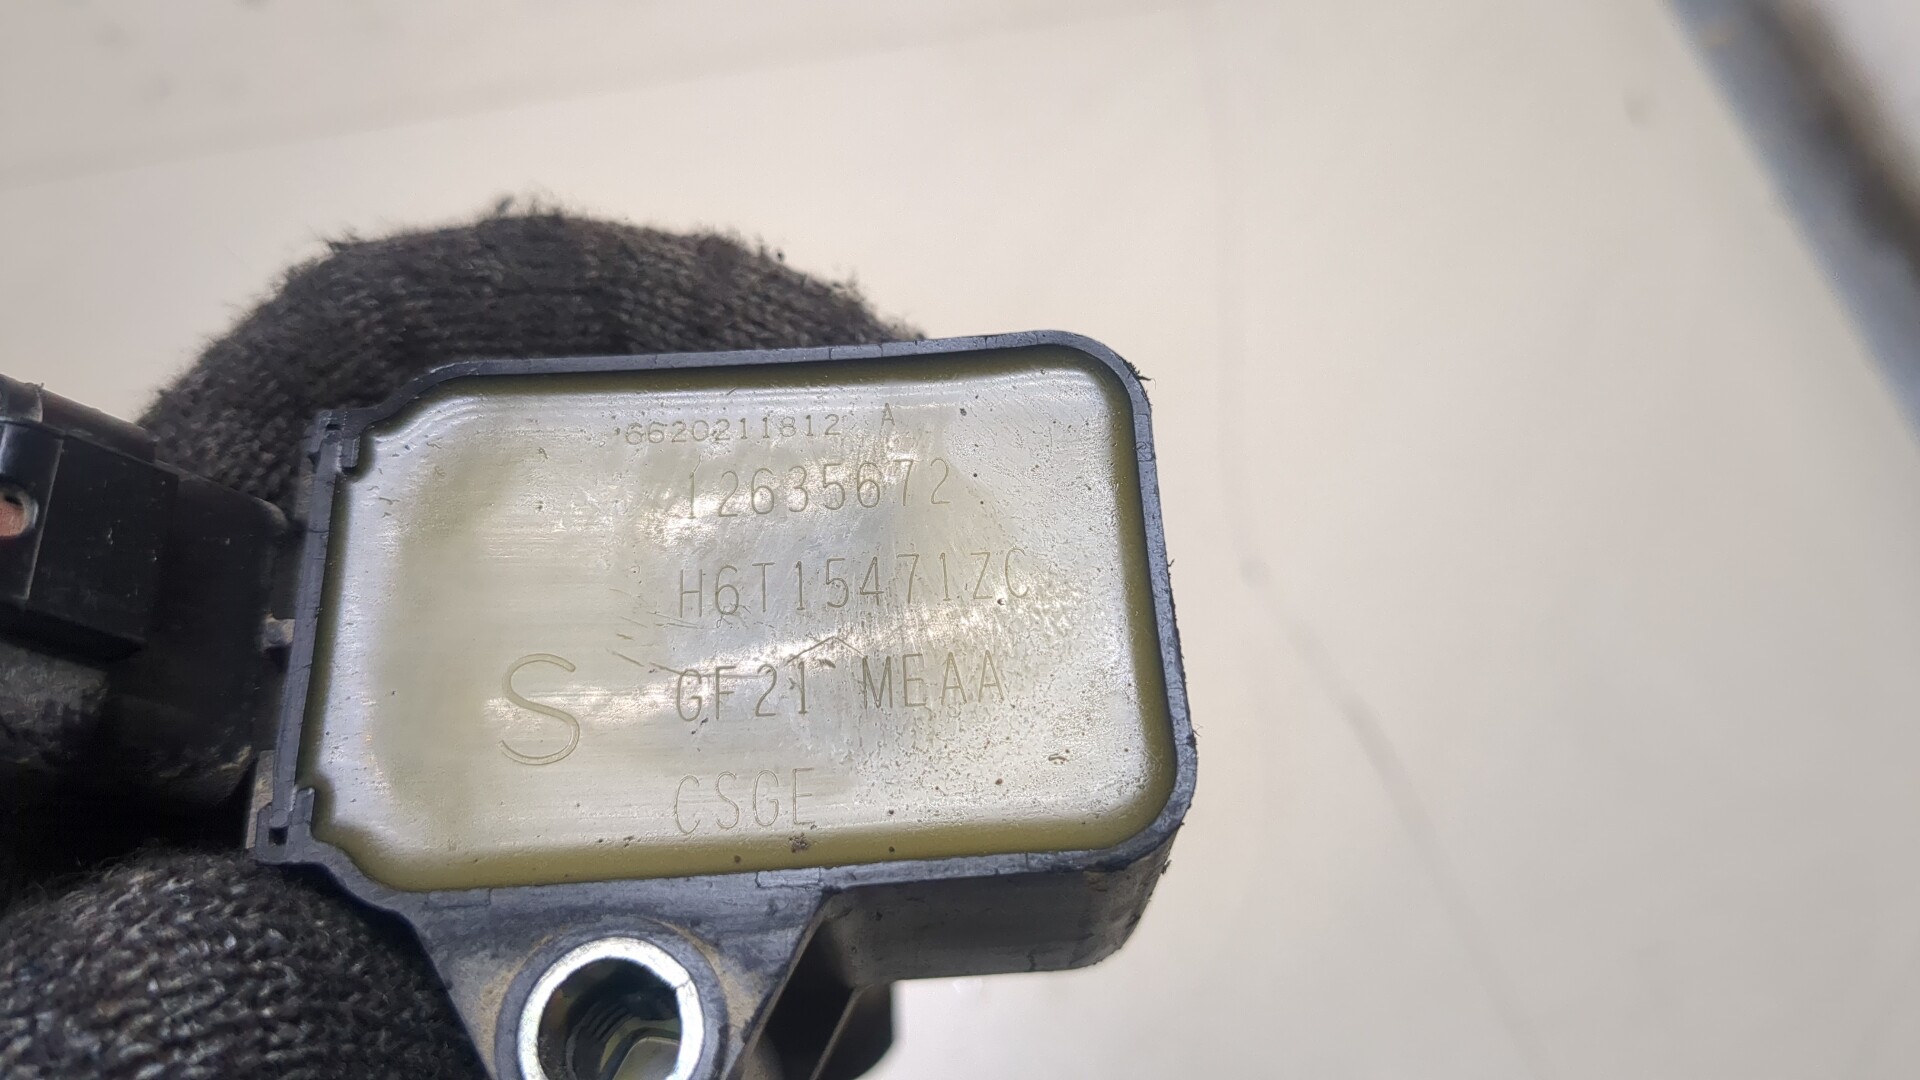 6620211812 A
12635672
H6T15471ZC
S GF21 MEAA
CSGE